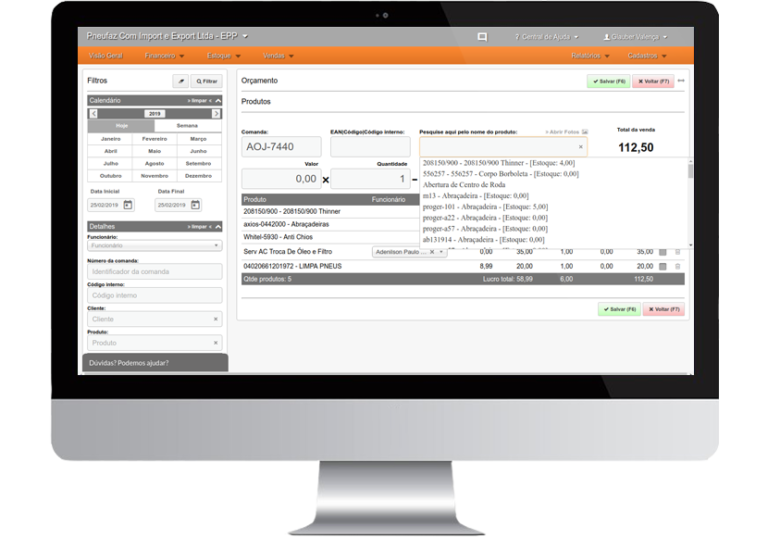 Pneufaz Com Import e Export Ltda - EPP
? Central de Ajuda
Glauber Valença
Visão Geral Financeiro Estoque Vendas Relatórios Cadastros
Filtros
Filtrar
Calendário » limpar «
2019
Hoje Semana
Janeiro Fevereiro Março
Abril Maio Junho
Julho Agosto Setembro
Outubro Novembro Dezembro
Data Inicial Data Final
25/02/2019 25/02/2019
Detalhes » limpar «
Funcionário:
Funcionário
Número da comanda:
Identificador da comanda
Código interno:
Código interno
Cliente:
Cliente
Produto:
Produto
Dúvidas? Podemos ajudar?
Orçamento
Salvar (F6) Voltar (F7)
Produtos
Comanda: EAN|Código|Código interno: Pesquise aqui pelo nome do produto: + Abrir Fotos Total da venda
AOJ-7440 112,50
Valor Quantidade
0,00 × 1 -
208150/900 - 208150/900 Thinner - [Estoque: 4,00]
556257 - 556257 - Corpo Borboleta - [Estoque: 0,00]
Abertura de Centro de Roda
m13 - Abraçadeira - [Estoque: 0,00]
proger-101 - Abraçadeira - [Estoque: 5,00]
proger-a22 - Abraçadeira - [Estoque: 0,00]
proger-a57 - Abraçadeira - [Estoque: 0,00]
ab131914 - Abraçadeira - [Estoque: 0,00]
Produto Funcionário
208150/900 - 208150/900 Thinner
axios-0442000 - Abraçadeiras
Whitel-5930 - Anti Chios
Serv AC Troca De Óleo e Filtro Adenilson Paulo ... 0,00 35,00 1,00 0,00 35,00
04020661201972 - LIMPA PNEUS 8,99 20,00 1,00 0,00 20,00
Qtde produtos: 5 Lucro total: 58,99 6,00 112,50
Salvar (F6) Voltar (F7)